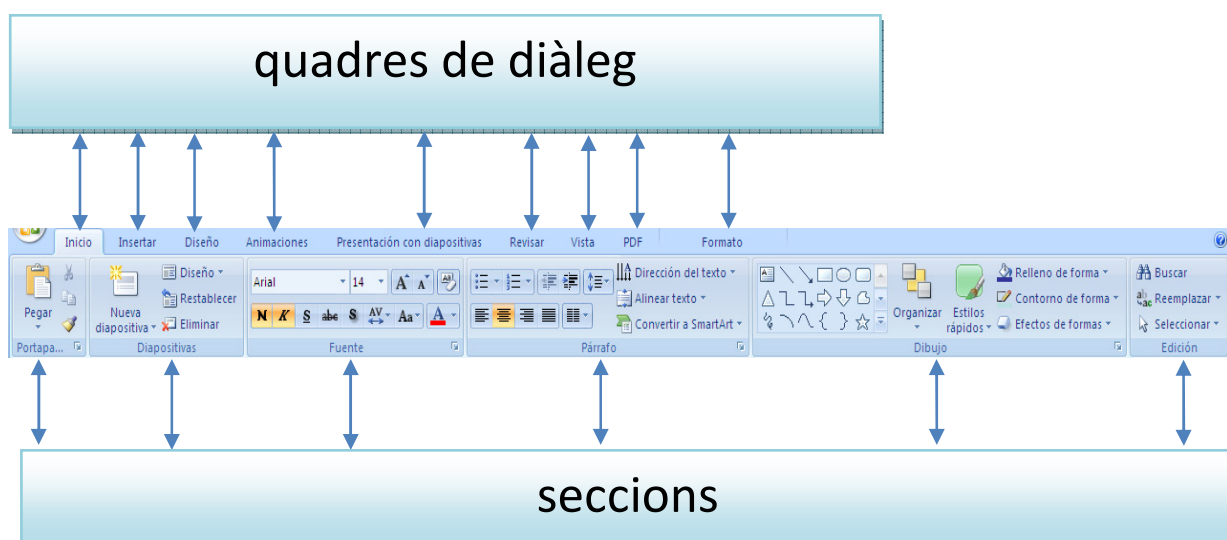 quadres de diàleg
Inicio Insertar Diseño Animaciones Presentación con diapositivas Revisar Vista PDF Formato
Pegar
Portapa...
Nueva
diapositiva
Diseño
Restablecer
Eliminar
Diapositivas
Arial 14 A A
N K S abe S AV Aa A
Fuente
Dirección del texto
Alinear texto
Convertir a SmartArt
Párrafo
Organizar
Estilos
rápidos
Relleno de forma
Contorno de forma
Efectos de formas
Dibujo
Buscar
Reemplazar
Seleccionar
Edición
seccions